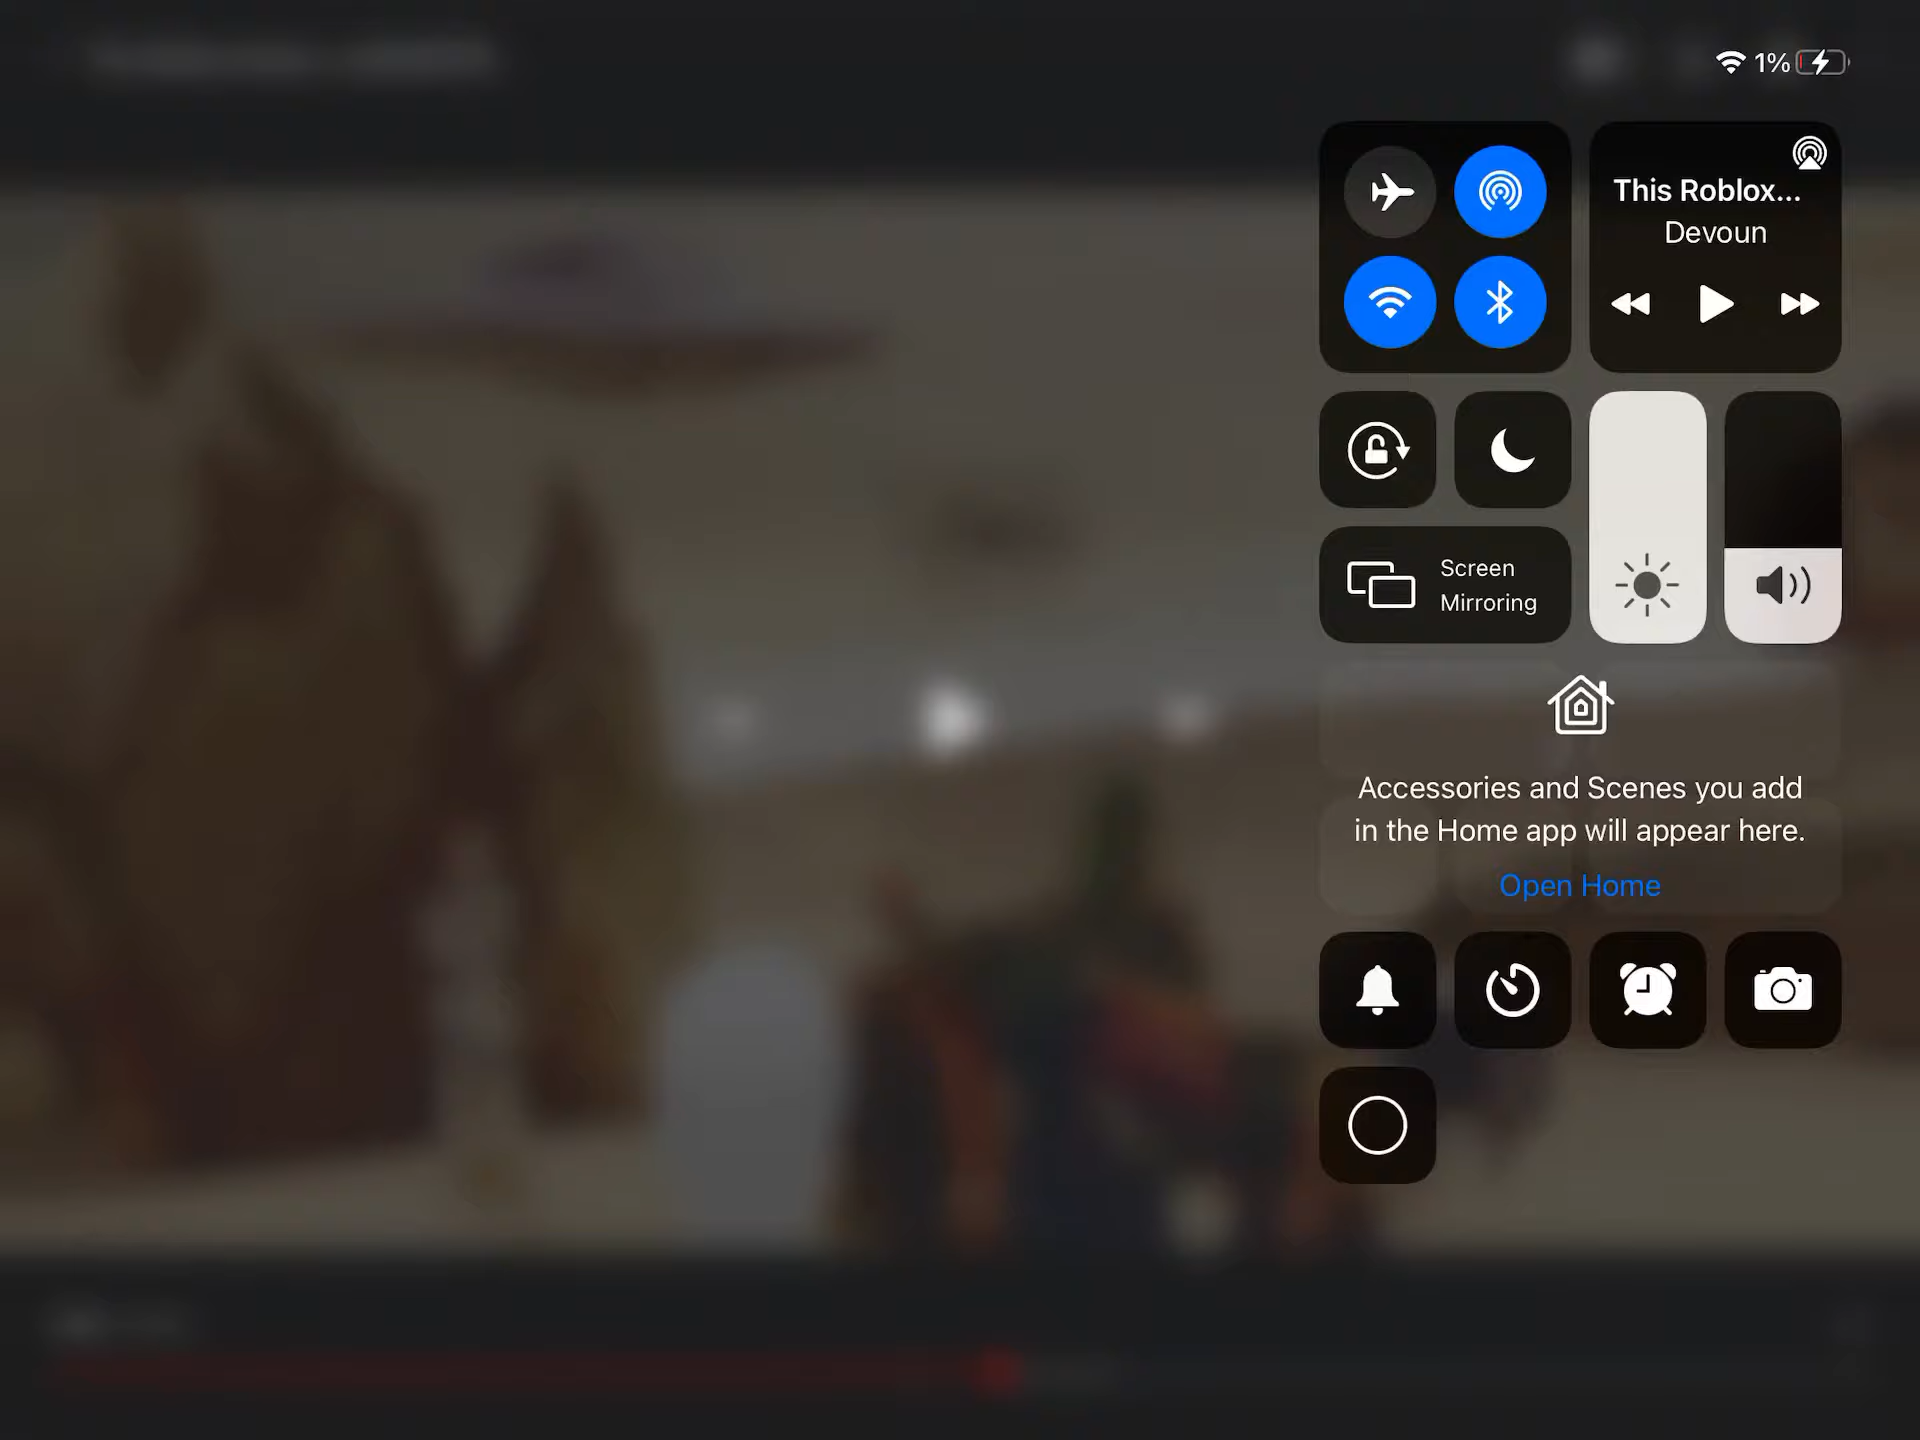 1%
This Roblox...
Devoun
Screen
Mirroring
Accessories and Scenes you add
in the Home app will appear here.
Open Home